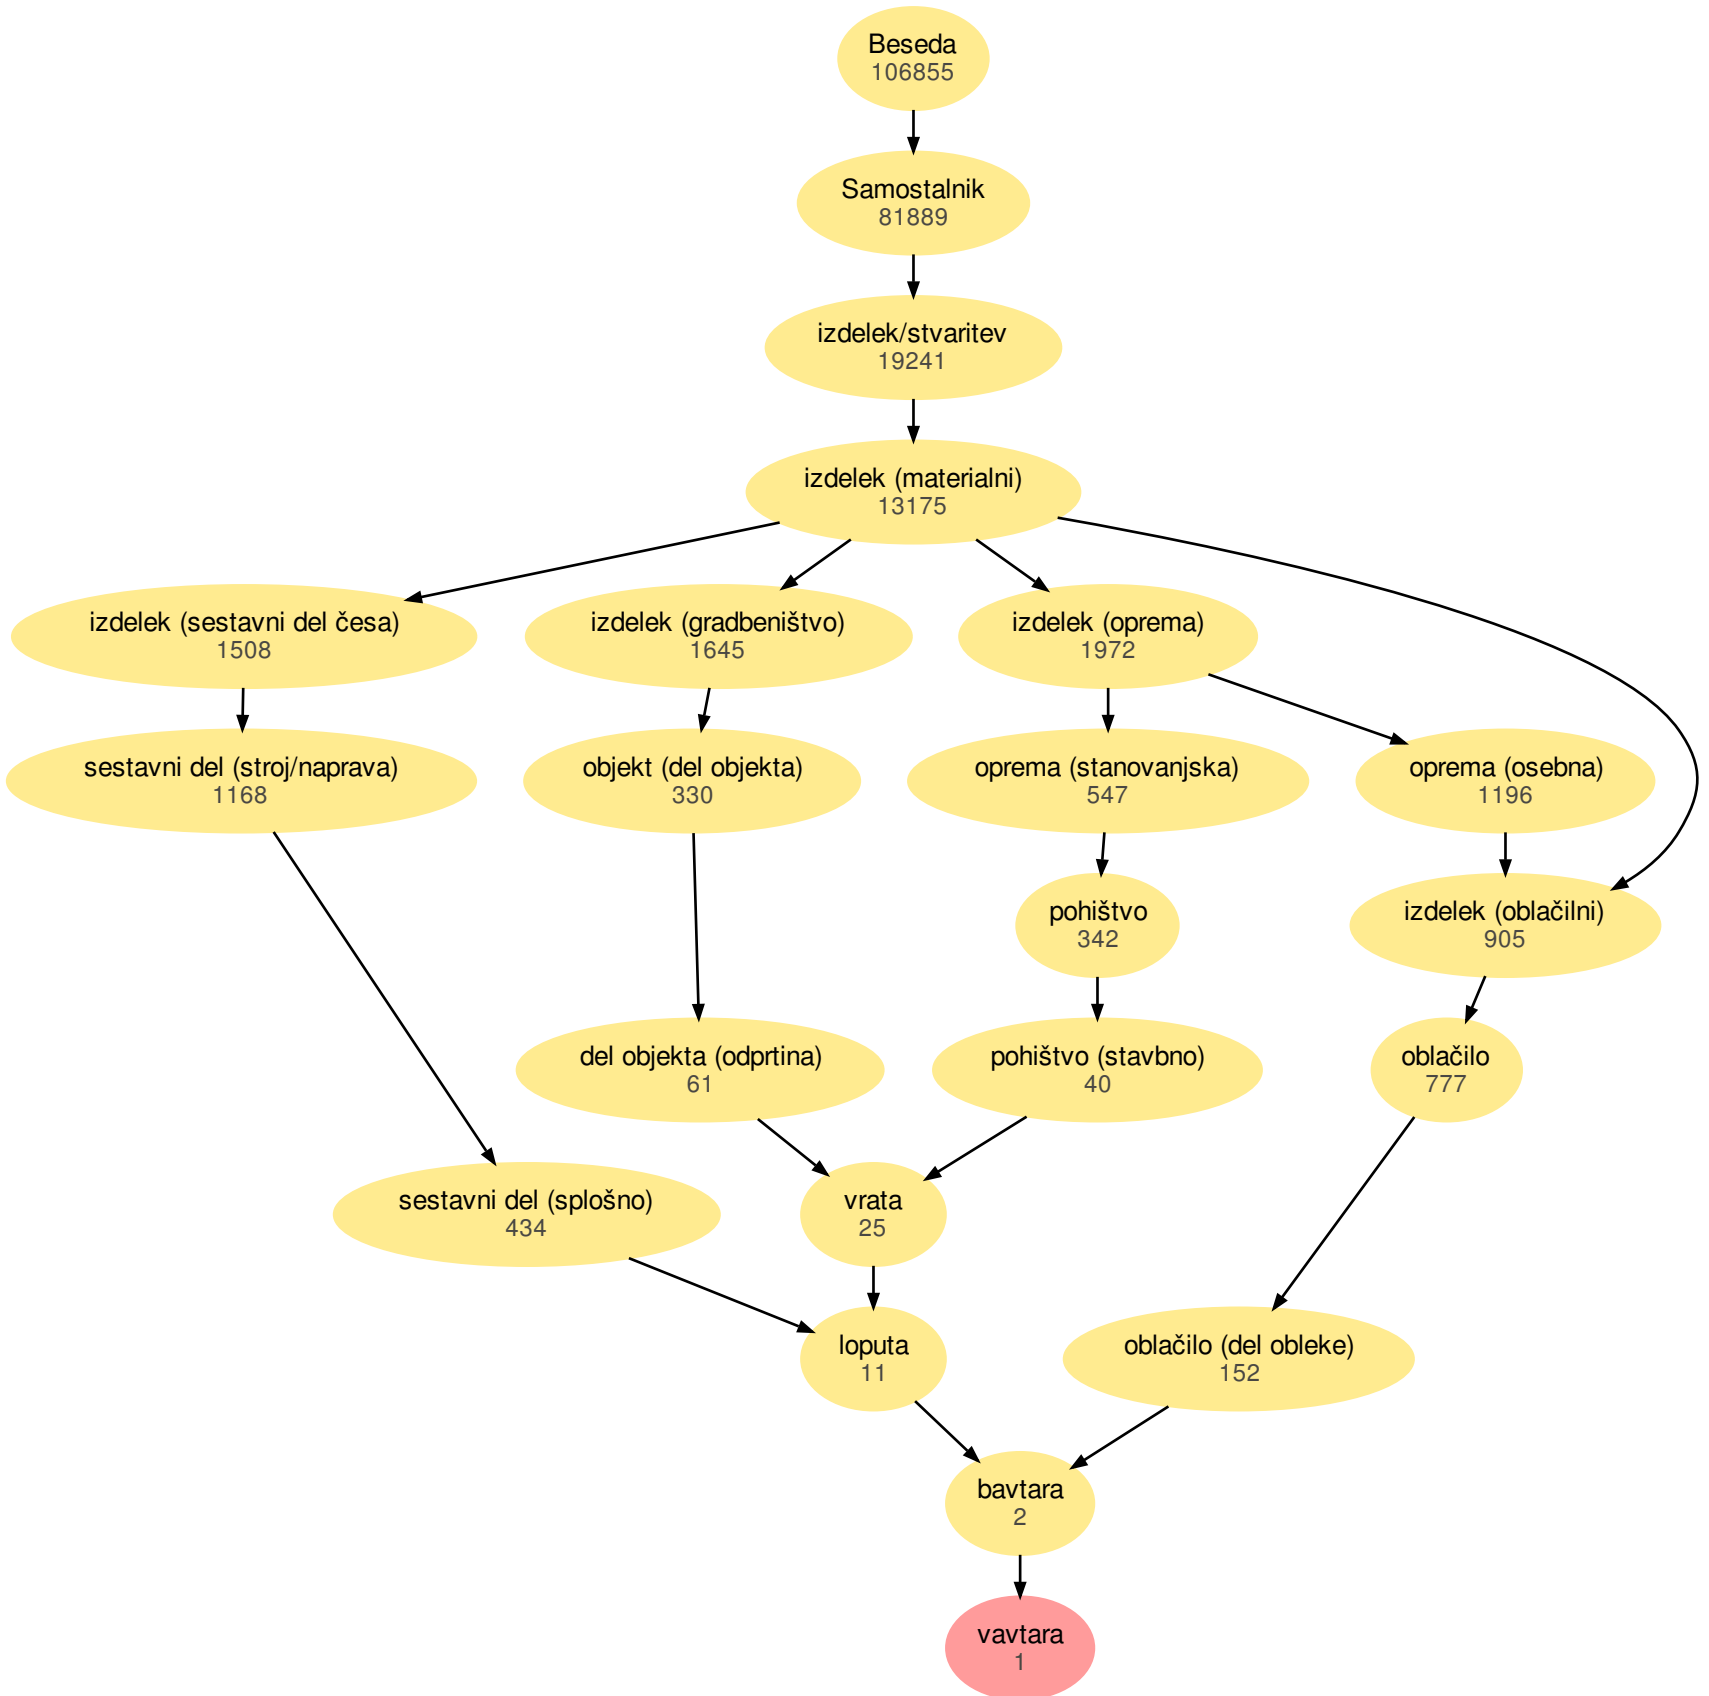 Beseda
106855
Samostalnik
81889
izdelek/stvaritev
19241
izdelek (materialni)
13175
izdelek (sestavni del česa)
1508
izdelek (gradbeništvo)
1645
izdelek (oprema)
1972
sestavni del (stroj/naprava)
1168
objekt (del objekta)
330
oprema (stanovanjska)
547
oprema (osebna)
1196
pohištvo
342
izdelek (oblačilni)
905
del objekta (odprtina)
61
pohištvo (stavbno)
40
oblačilo
777
sestavni del (splošno)
434
vrata
25
loputa
11
oblačilo (del obleke)
152
bavtara
2
vavtara
1